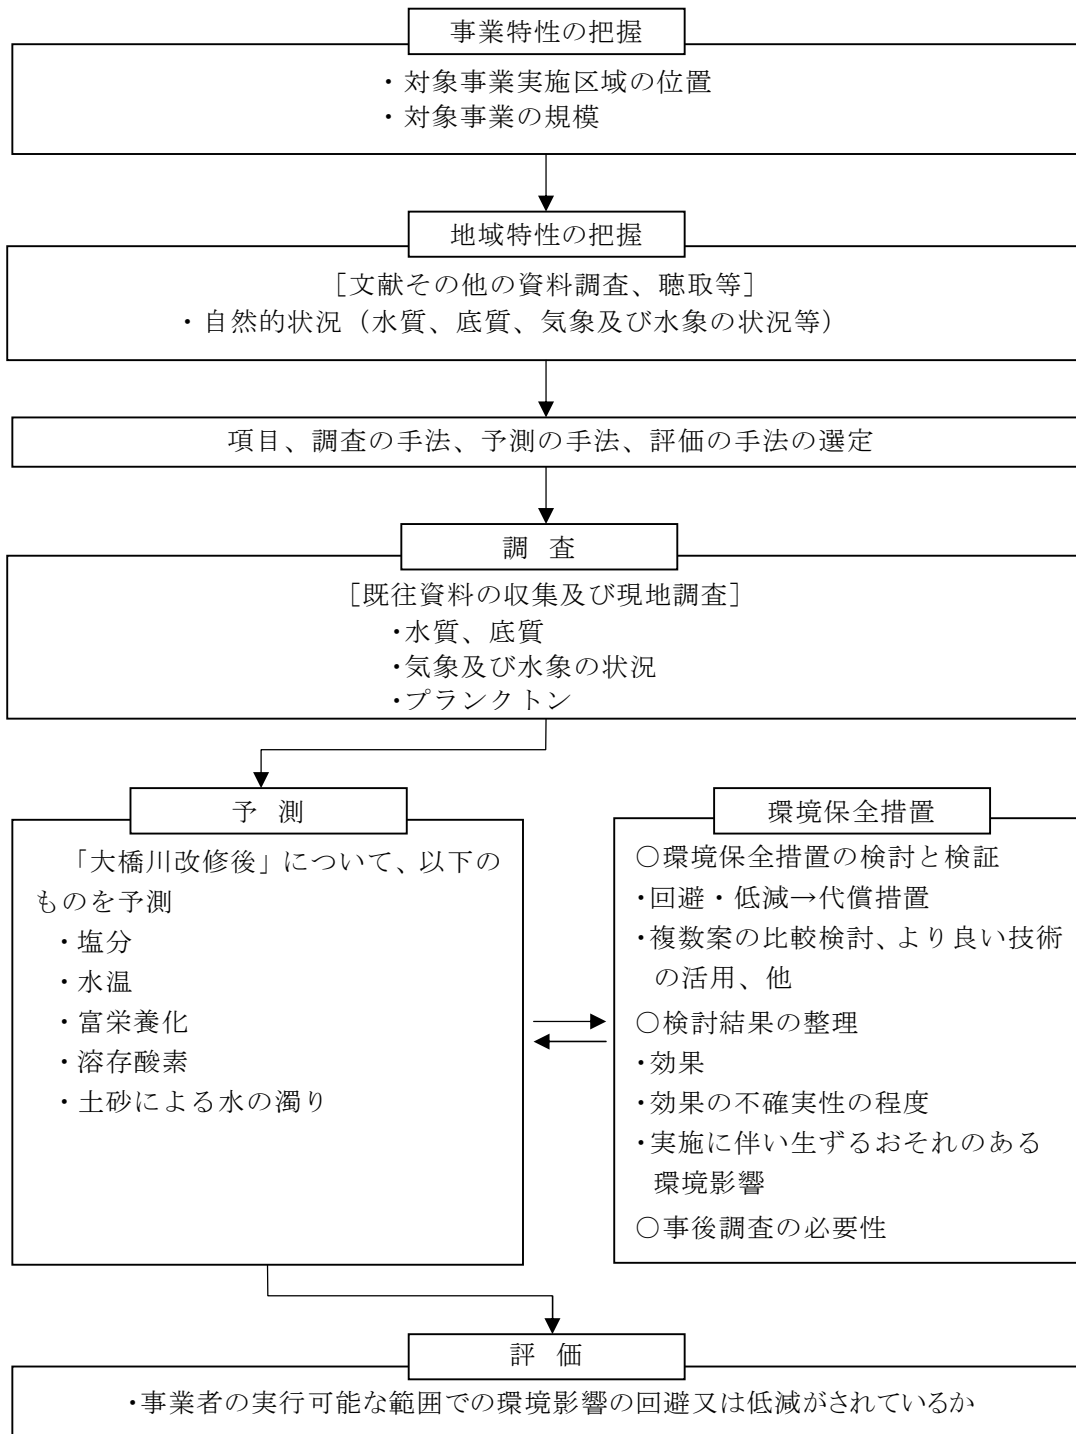 事業特性の把握
・対象事業実施区域の位置
・対象事業の規模
地域特性の把握
［文献その他の資料調査、聴取等］
・自然的状況（水質、底質、気象及び水象の状況等）
項目、調査の手法、予測の手法、評価の手法の選定
調 査
［既往資料の収集及び現地調査］
・水質、底質
・気象及び水象の状況
・プランクトン
予 測
「大橋川改修後」について、以下の
ものを予測
・塩分
・水温
・富栄養化
・溶存酸素
・土砂による水の濁り
環境保全措置
○環境保全措置の検討と検証
・回避・低減→代償措置
・複数案の比較検討、より良い技術
の活用、他
○検討結果の整理
・効果
・効果の不確実性の程度
・実施に伴い生ずるおそれのある
環境影響
○事後調査の必要性
評 価
・事業者の実行可能な範囲での環境影響の回避又は低減がされているか